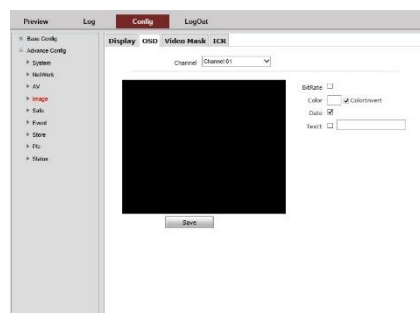 Preview Log Config LogOut
Base Config
Advance Config
System
NetWork
AV
Image
Safe
Event
Store
Ptz
Status
Display OSD Video Mask ICR
Channel Channel 01
BitRate
Color ColorInvert
Date
Text1
Save